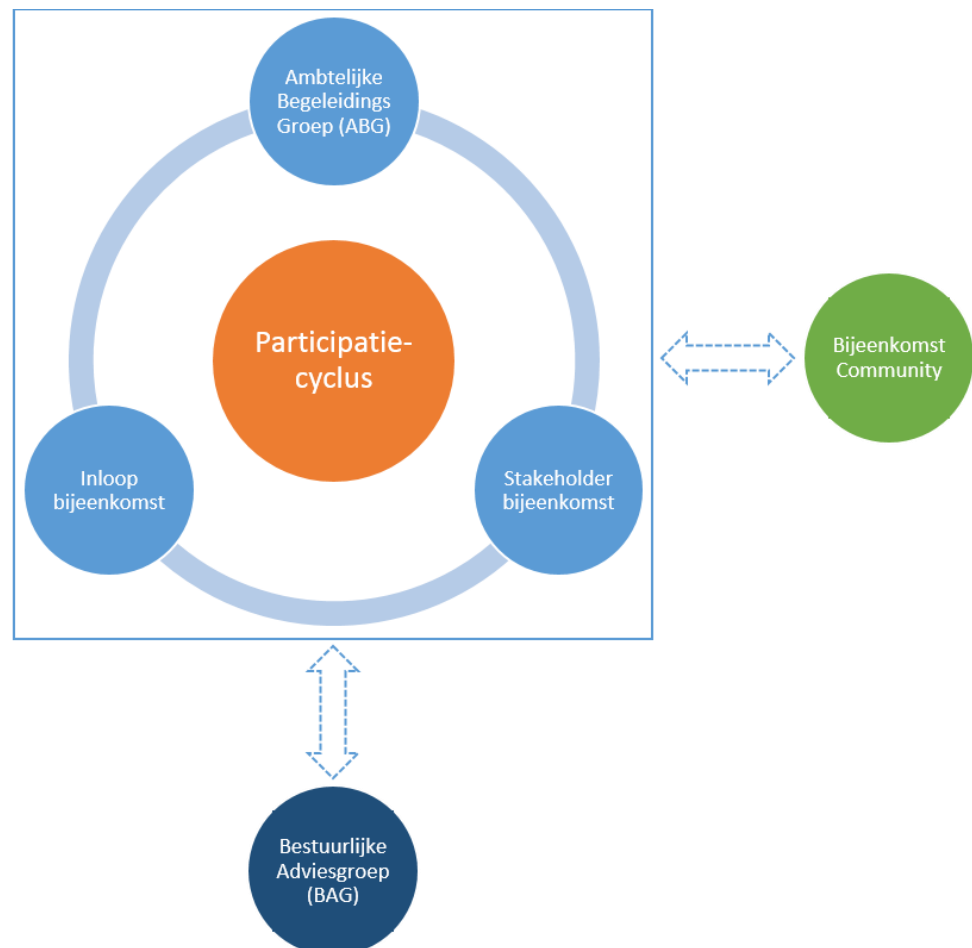 Ambtelijke
Begeleidings
Groep (ABG)
Participatie-
cyclus
Bijeenkomst
Community
Inloop
bijeenkomst
Stakeholder
bijeenkomst
Bestuurlijke
Adviesgroep
(BAG)